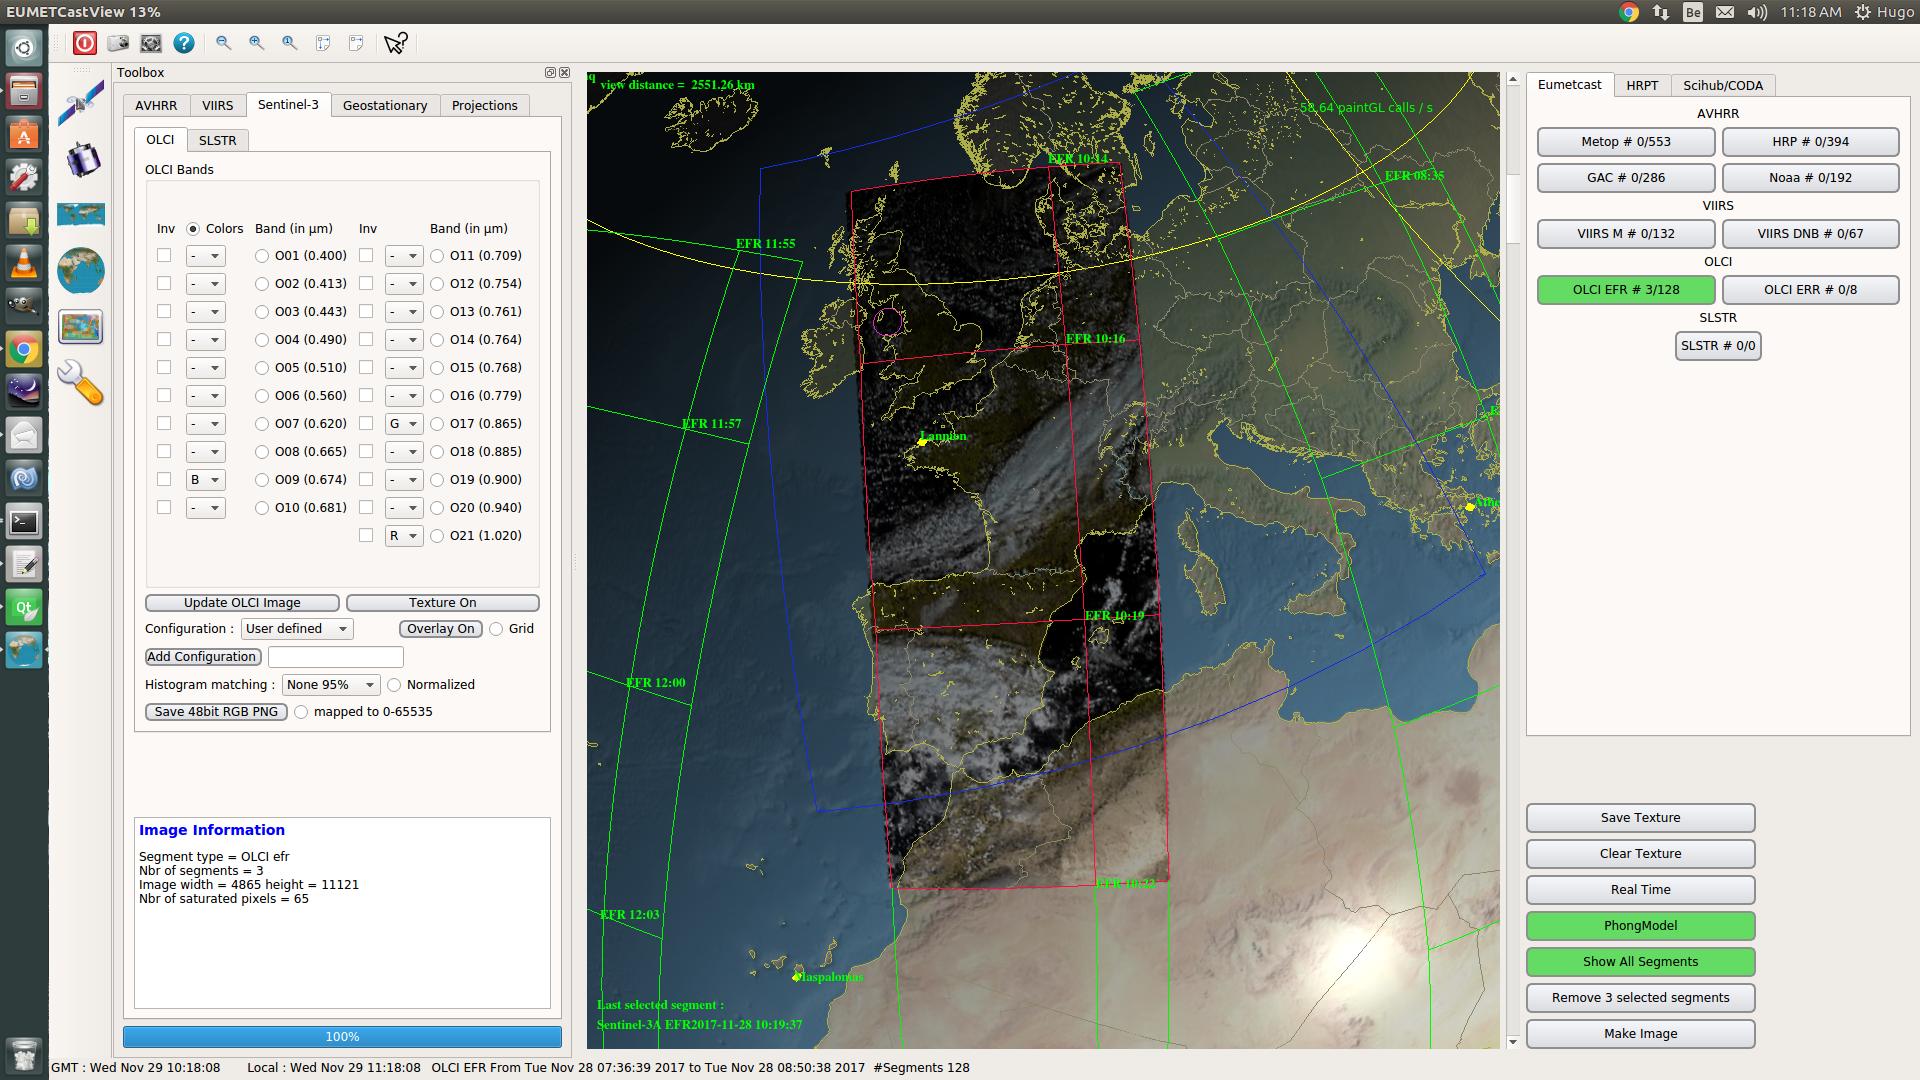 EUMETCastView 13%
Be
11:18 AM
Hugo
Toolbox
AVHRR
VIIRS
Sentinel-3
Geostationary
Projections
OLCI
SLSTR
OLCI Bands
Inv Colors Band (in µm) Inv Band (in µm)
- O01 (0.400) - O11 (0.709)
- O02 (0.413) - O12 (0.754)
- O03 (0.443) - O13 (0.761)
- O04 (0.490) - O14 (0.764)
- O05 (0.510) - O15 (0.768)
- O06 (0.560) - O16 (0.779)
- O07 (0.620) G O17 (0.865)
- O08 (0.665) - O18 (0.885)
B O09 (0.674) - O19 (0.900)
- O10 (0.681) - O20 (0.940)
R O21 (1.020)
Update OLCI Image
Texture On
Configuration : User defined Overlay On Grid
Add Configuration
Histogram matching : None 95% Normalized
Save 48bit RGB PNG mapped to 0-65535
Image Information
Segment type = OLCI efr
Nbr of segments = 3
Image width = 4865 height = 11121
Nbr of saturated pixels = 65
100%
view distance = 2551.26 km
58.64 paintGL calls / s
EFR 10:14
EFR 08:35
EFR 11:55
EFR 10:16
EFR 11:57
Lannion
EFR 10:19
EFR 12:00
EFR 10:22
EFR 12:03
Maspalomas
Last selected segment :
Sentinel-3A EFR2017-11-28 10:19:37
Eumetcast
HRPT
Scihub/CODA
AVHRR
Metop # 0/553
HRP # 0/394
GAC # 0/286
Noaa # 0/192
VIIRS
VIIRS M # 0/132
VIIRS DNB # 0/67
OLCI
OLCI EFR # 3/128
OLCI ERR # 0/8
SLSTR
SLSTR # 0/0
Save Texture
Clear Texture
Real Time
PhongModel
Show All Segments
Remove 3 selected segments
Make Image
GMT : Wed Nov 29 10:18:08 Local : Wed Nov 29 11:18:08 OLCI EFR From Tue Nov 28 07:36:39 2017 to Tue Nov 28 08:50:38 2017 #Segments 128